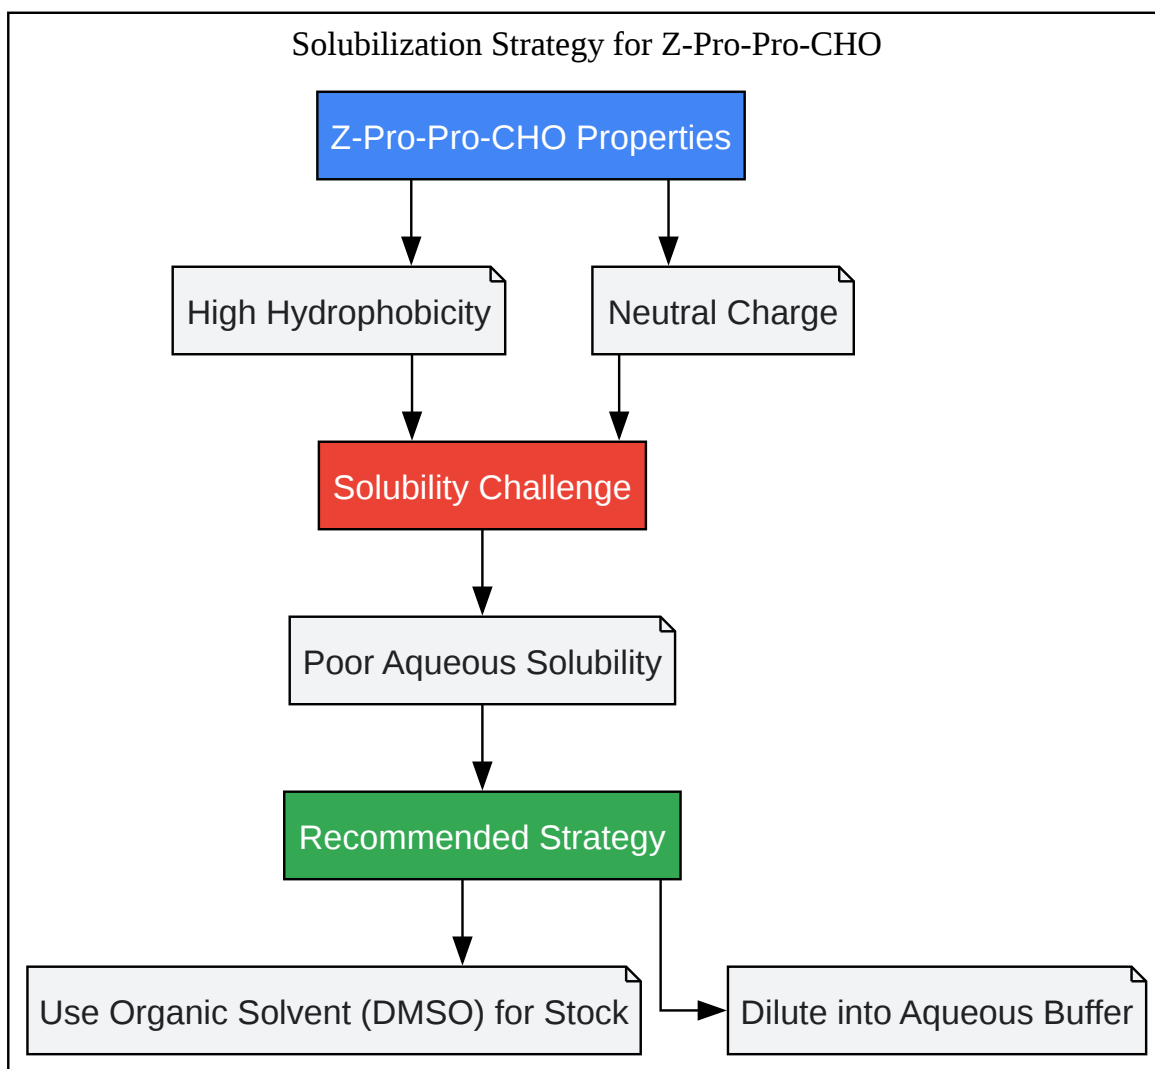 Solubilization Strategy for Z-Pro-Pro-CHO
Z-Pro-Pro-CHO Properties
High Hydrophobicity
Neutral Charge
Solubility Challenge
Poor Aqueous Solubility
Recommended Strategy
Use Organic Solvent (DMSO) for Stock
Dilute into Aqueous Buffer